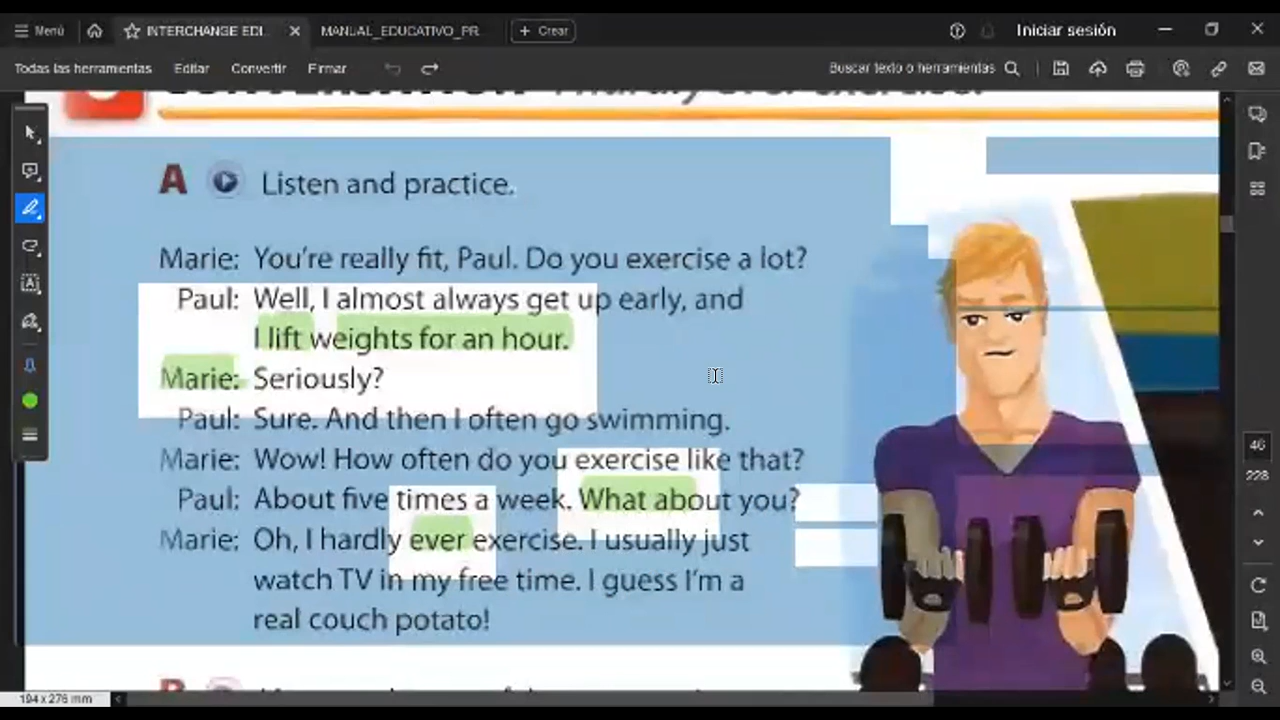 Menú
INTERCHANGE EDI...
MANUAL_EDUCATIVO_PR...
+ Crear
Iniciar sesión
Todas las herramientas
Editar
Convertir
Firmar
Buscar texto o herramientas
A Listen and practice.
Marie: You're really fit, Paul. Do you exercise a lot?
Paul: Well, I almost always get up early, and
I lift weights for an hour.
Marie: Seriously?
Paul: Sure. And then I often go swimming.
Marie: Wow! How often do you exercise like that?
Paul: About five times a week. What about you?
Marie: Oh, I hardly ever exercise. I usually just
watch TV in my free time. I guess I'm a
real couch potato!
46
228
194 x 276 mm